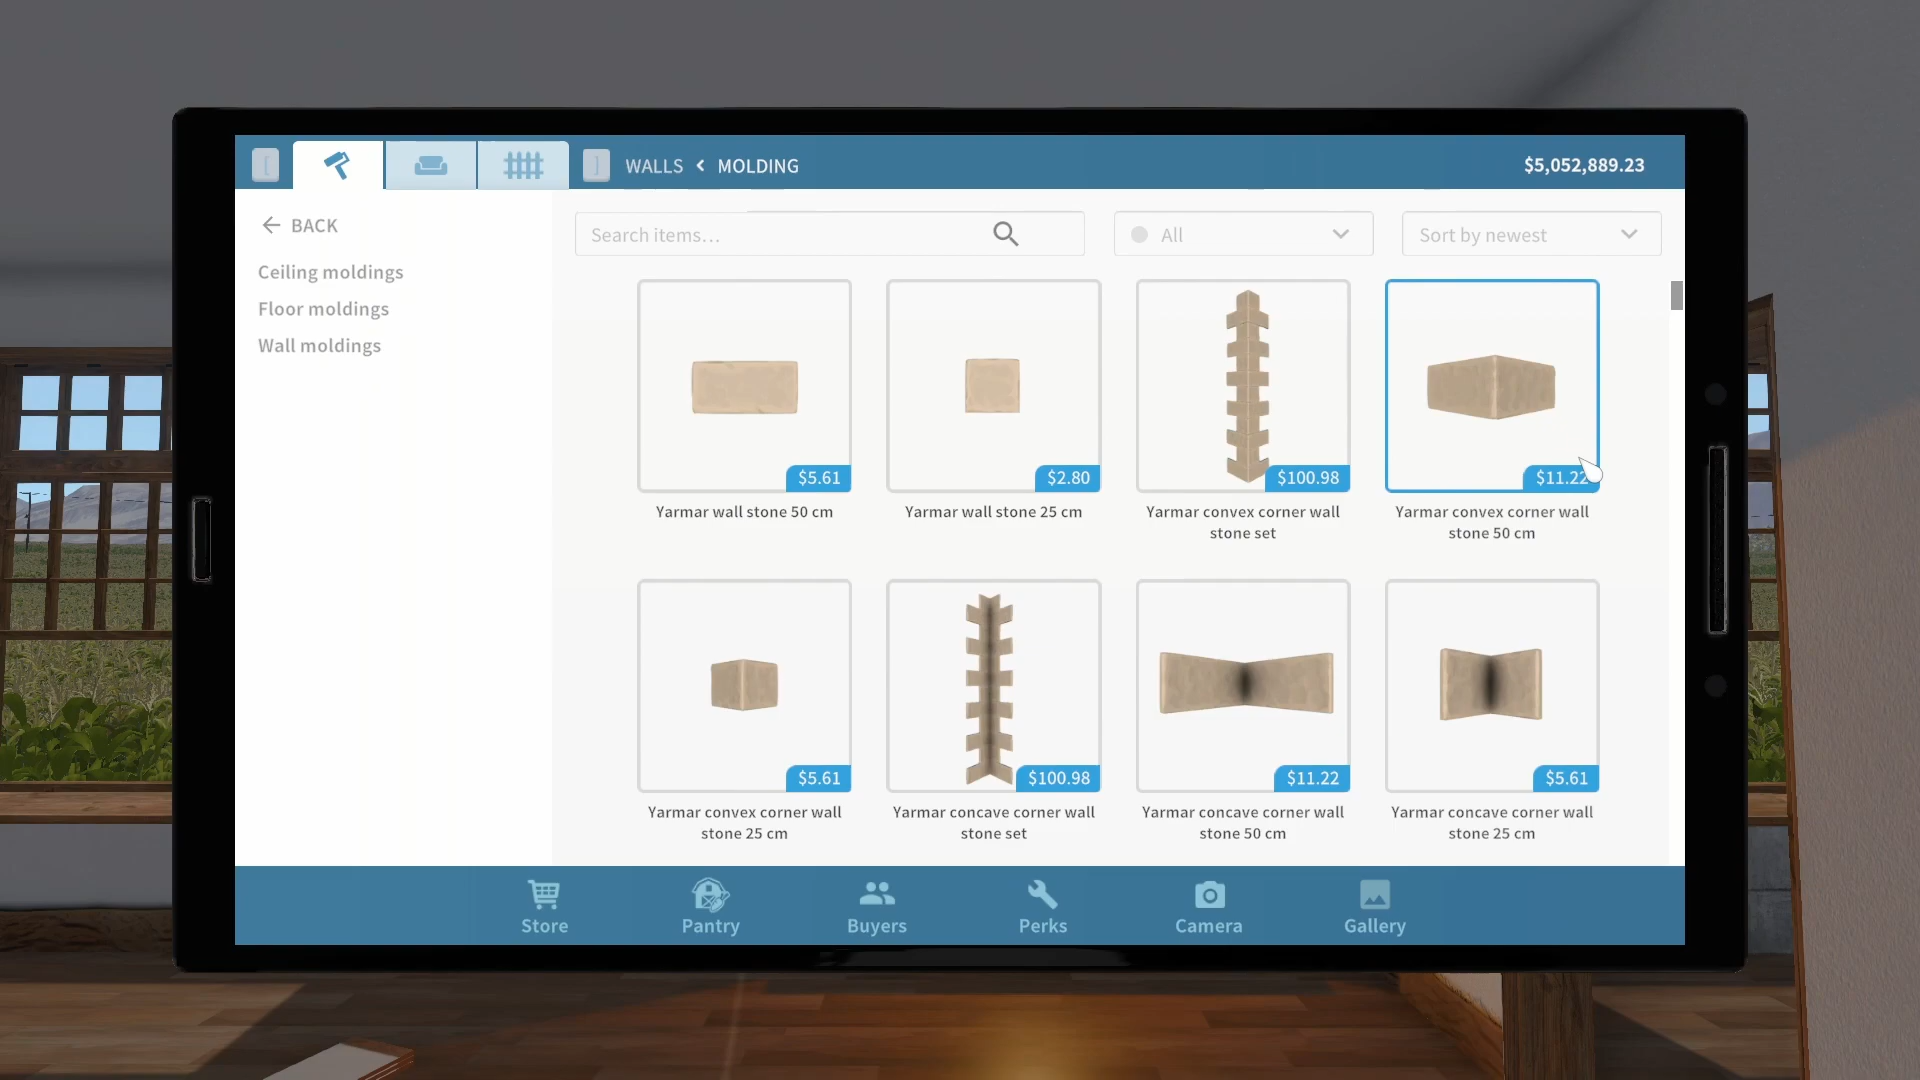 [
]
WALLS < MOLDING
$5,052,889.23
BACK
Ceiling moldings
Floor moldings
Wall moldings
Search items...
All
Sort by newest
$5.61
$2.80
$100.98
$11.22
Yarmar wall stone 50 cm
Yarmar wall stone 25 cm
Yarmar convex corner wall
stone set
Yarmar convex corner wall
stone 50 cm
$5.61
$100.98
$11.22
$5.61
Yarmar convex corner wall
stone 25 cm
Yarmar concave corner wall
stone set
Yarmar concave corner wall
stone 50 cm
Yarmar concave corner wall
stone 25 cm
Store
Pantry
Buyers
Perks
Camera
Gallery